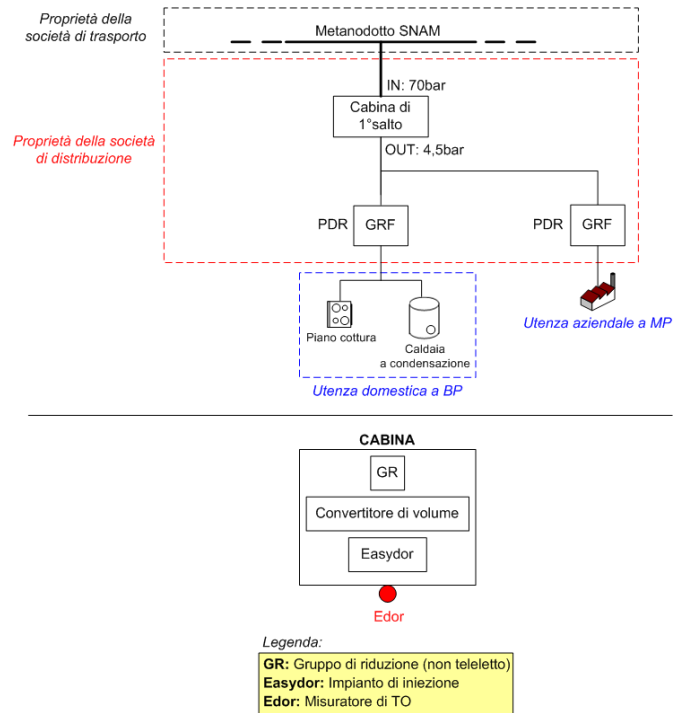 Proprietà della
società di trasporto
Metanodotto SNAM
IN: 70bar
Cabina di
1°salto
Proprietà della società
di distribuzione
OUT: 4,5bar
PDR
GRF
PDR
GRF
Piano cottura
Caldaia
a condensazione
Utenza aziendale a MP
Utenza domestica a BP
CABINA
GR
Convertitore di volume
Easydor
Edor
Legenda:
GR: Gruppo di riduzione (non teleletto)
Easydor: Impianto di iniezione
Edor: Misuratore di TO